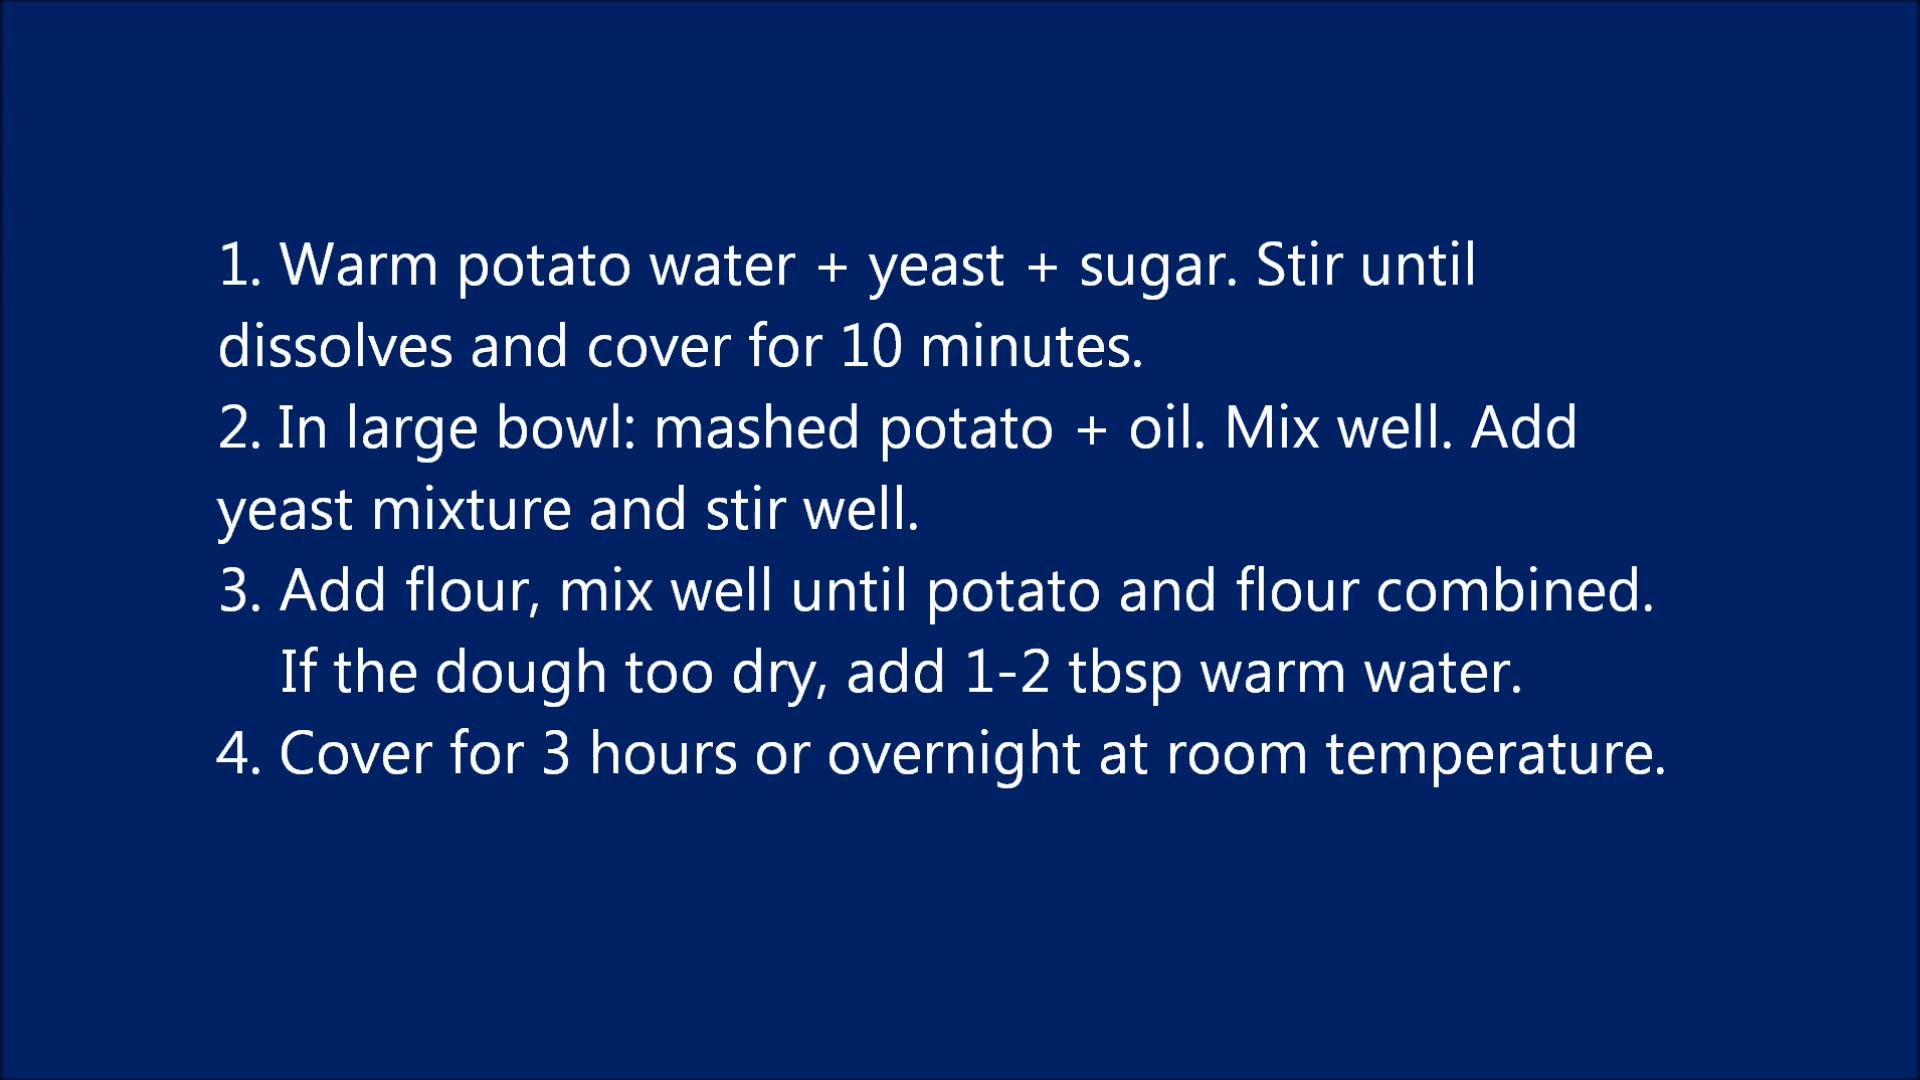 1. Warm potato water + yeast + sugar. Stir until
dissolves and cover for 10 minutes.
2. In large bowl: mashed potato + oil. Mix well. Add
yeast mixture and stir well.
3. Add flour, mix well until potato and flour combined.
If the dough too dry, add 1-2 tbsp warm water.
4. Cover for 3 hours or overnight at room temperature.